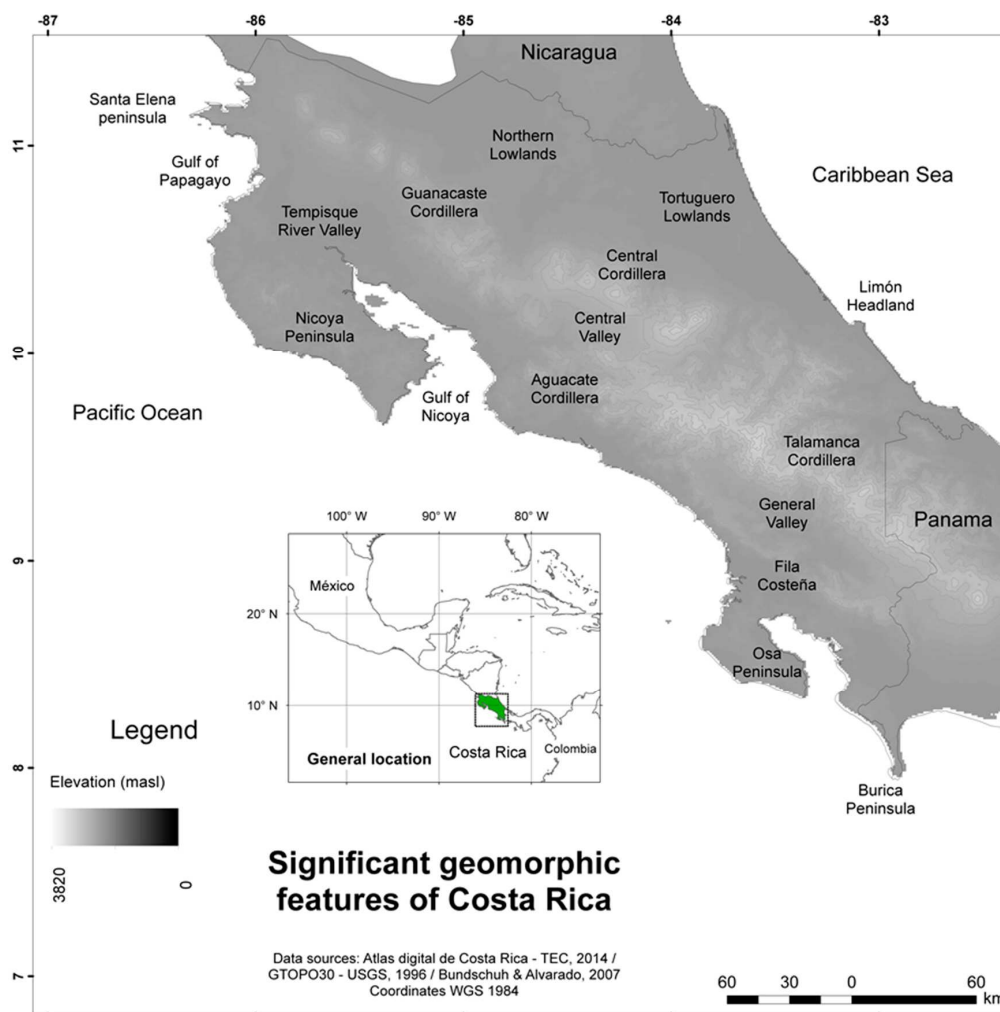 -87
-86
-85
-84
-83
Nicaragua
Santa Elena
peninsula
11
Northern
Lowlands
Gulf of
Papagayo
Caribbean Sea
Guanacaste
Cordillera
Tortuguero
Lowlands
Tempisque
River Valley
Central
Cordillera
Limón
Headland
Nicoya
Peninsula
Central
Valley
10
Aguacate
Cordillera
Gulf of
Nicoya
Pacific Ocean
Talamanca
Cordillera
General
Valley
Panama
9
Fila
Costeña
Osa
Peninsula
Burica
Peninsula
8
100° W
90° W
80° W
México
20° N
10° N
General location
Costa Rica
Colombia
Legend
Elevation (masl)
3820
0
Significant geomorphic
features of Costa Rica
Data sources: Atlas digital de Costa Rica - TEC, 2014 /
GTOPO30 - USGS, 1996 / Bundschuh & Alvarado, 2007
Coordinates WGS 1984
7
60 30 0 60
km